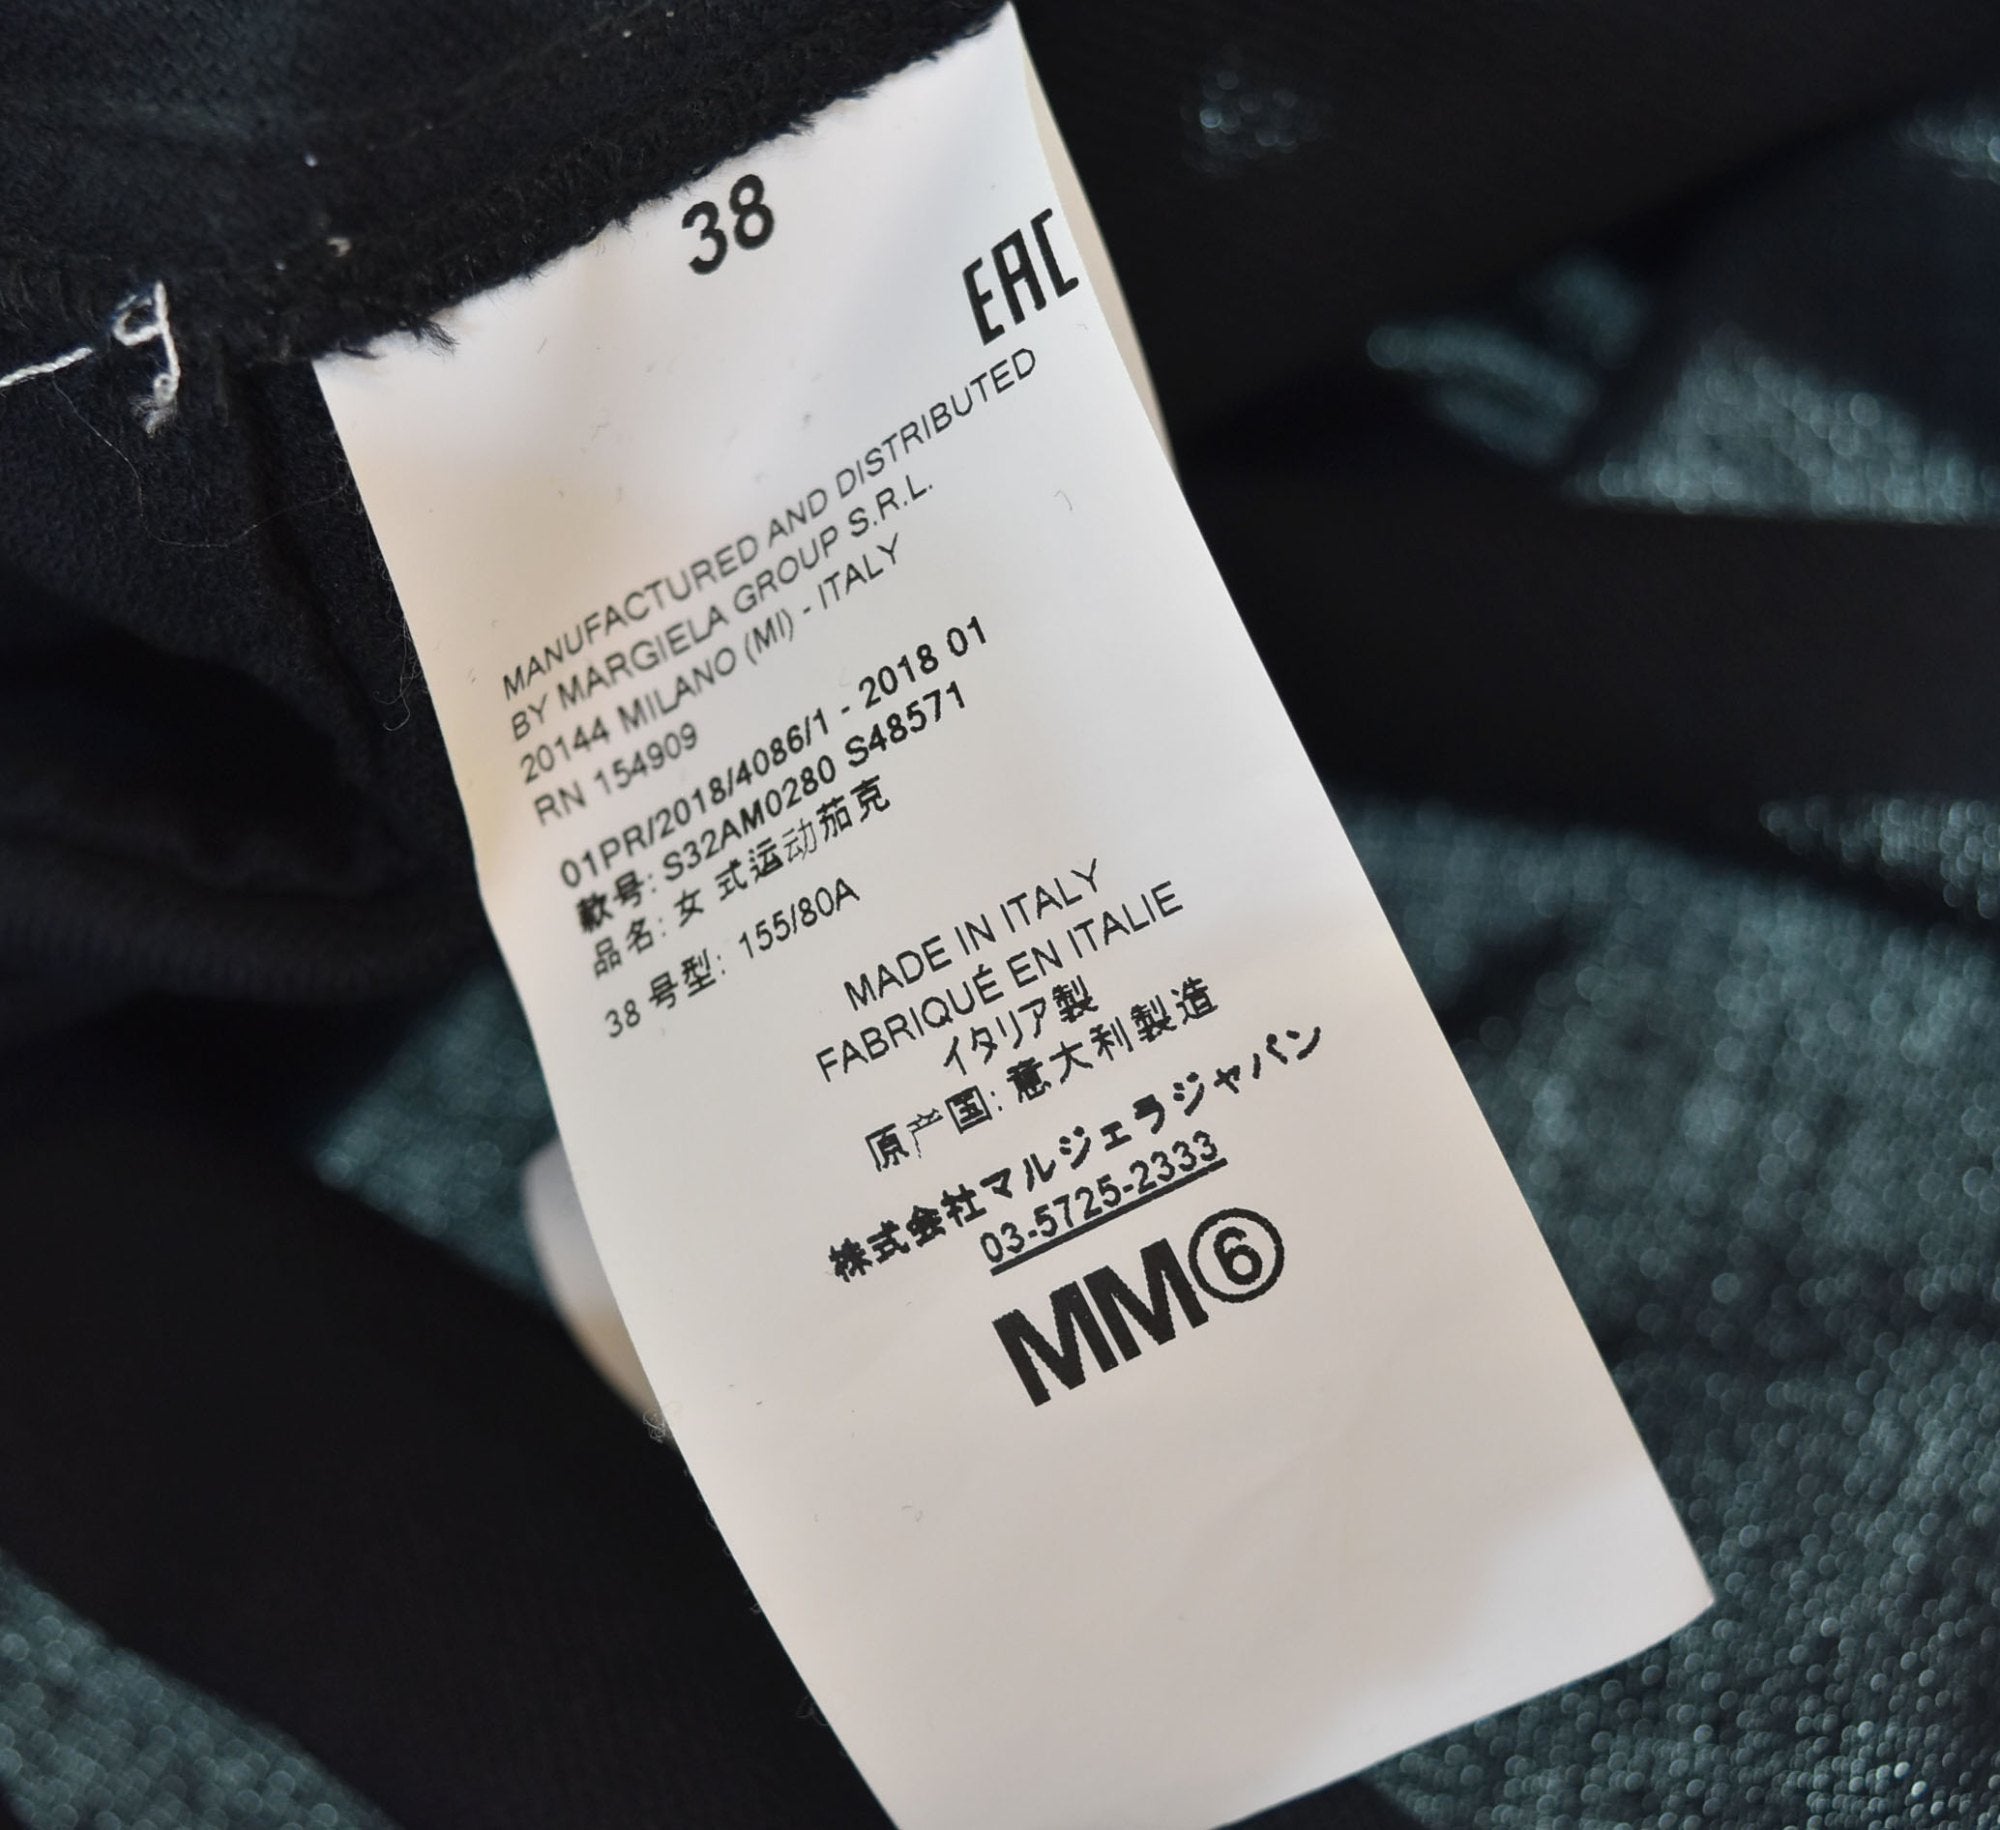 38
EAC
MANUFACTURED AND DISTRIBUTED
BY MARGIELA GROUP S.R.L.
20144 MILANO (MI) - ITALY
RN 154909
01PR/2018/4086/1 - 2018 01
款号: S32AM0280 S48571
品名: 女 式运动茄克
38 号型: 155/80A
MADE IN ITALY
FABRIQUÉ EN ITALIE
イタリア製
原产国: 意大利製造
株式会社マルジェラジャパン
03-5725-2333
MM⑥